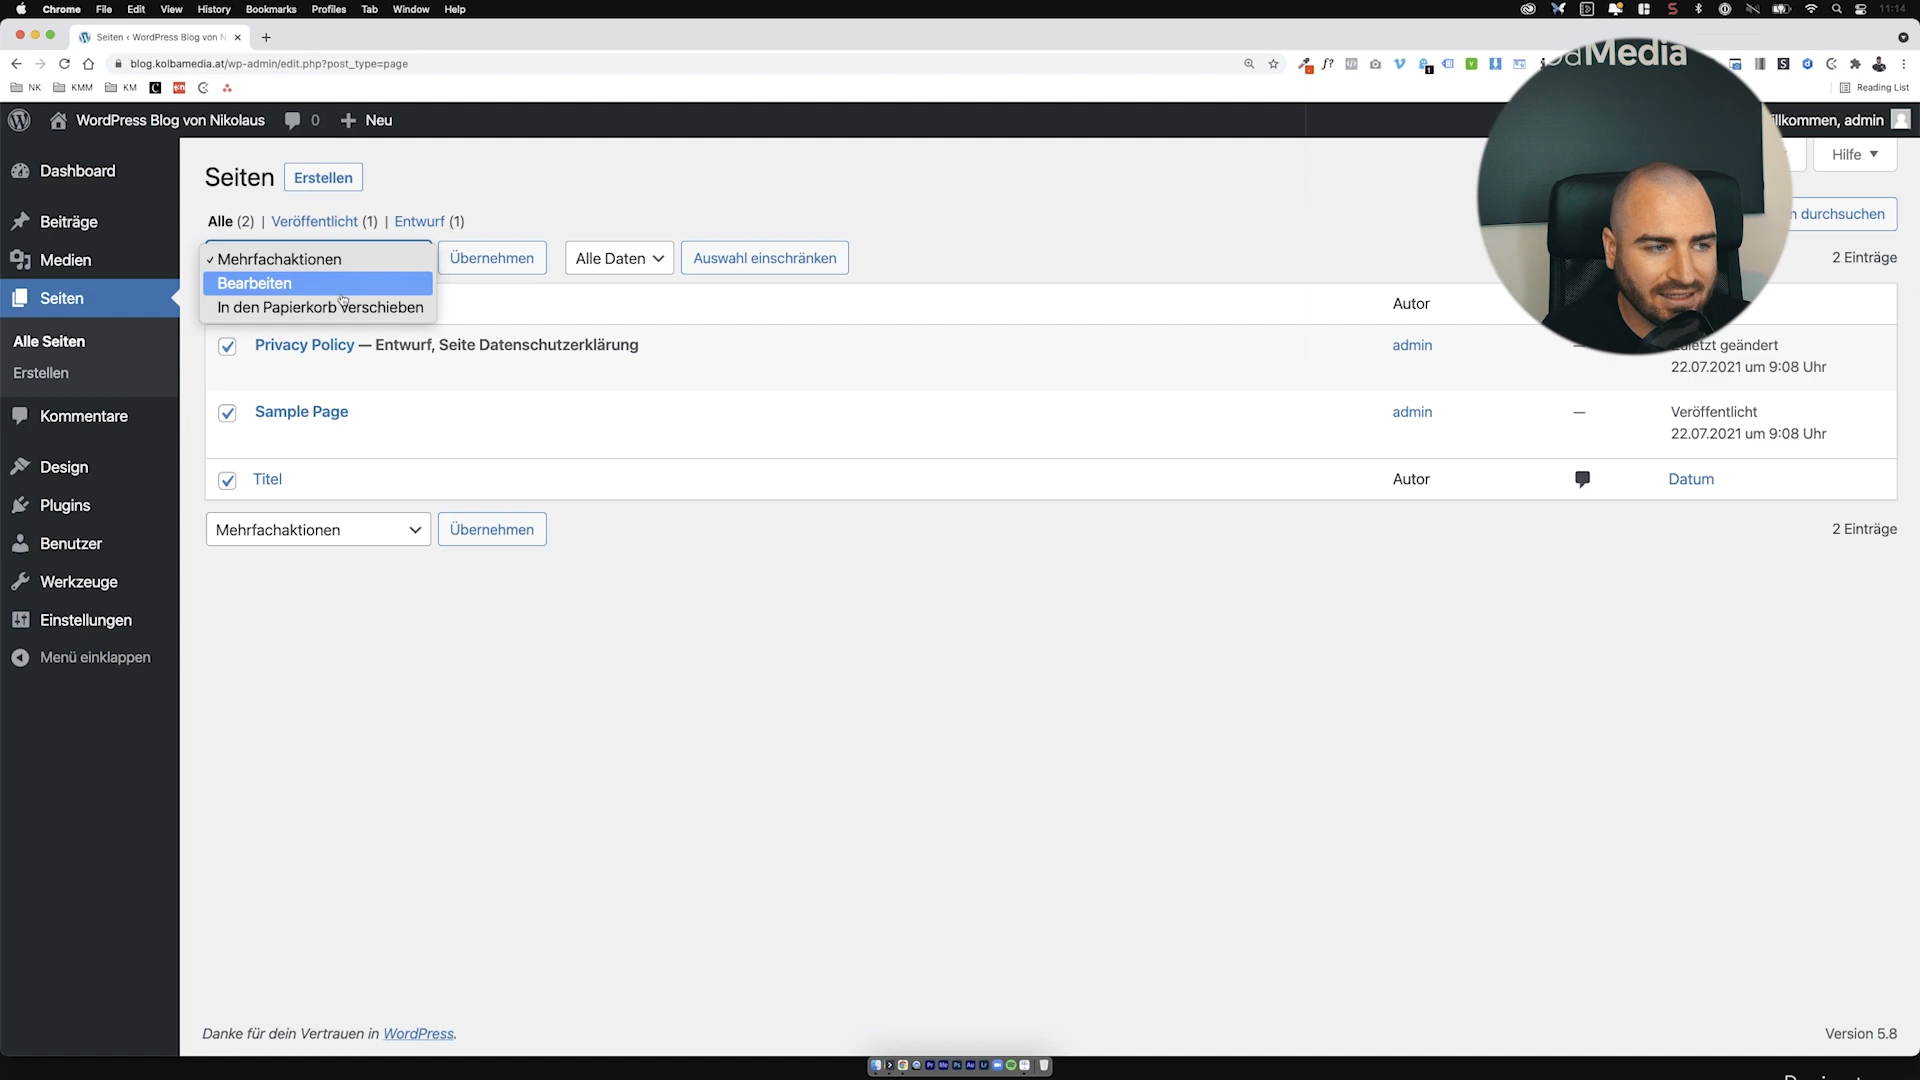 Chrome File Edit View History Bookmarks Profiles Tab Window Help 11:14
Seiten ‹ WordPress Blog von N
blog.kolbamedia.at/wp-admin/edit.php?post_type=page
NK KMM KM Reading List
Media
WordPress Blog von Nikolaus 0 Neu llkommen, admin
Dashboard
Beiträge
Medien
Seiten
Alle Seiten
Erstellen
Kommentare
Design
Plugins
Benutzer
Werkzeuge
Einstellungen
Menü einklappen
Seiten Erstellen Hilfe
Alle (2) | Veröffentlicht (1) | Entwurf (1) durchsuchen
✓ Mehrfachaktionen Übernehmen Alle Daten Auswahl einschränken 2 Einträge
Bearbeiten
In den Papierkorb verschieben Autor
Privacy Policy — Entwurf, Seite Datenschutzerklärung admin — Zuletzt geändert
22.07.2021 um 9:08 Uhr
Sample Page admin — Veröffentlicht
22.07.2021 um 9:08 Uhr
Titel Autor Datum
Mehrfachaktionen Übernehmen 2 Einträge
Danke für dein Vertrauen in WordPress. Version 5.8